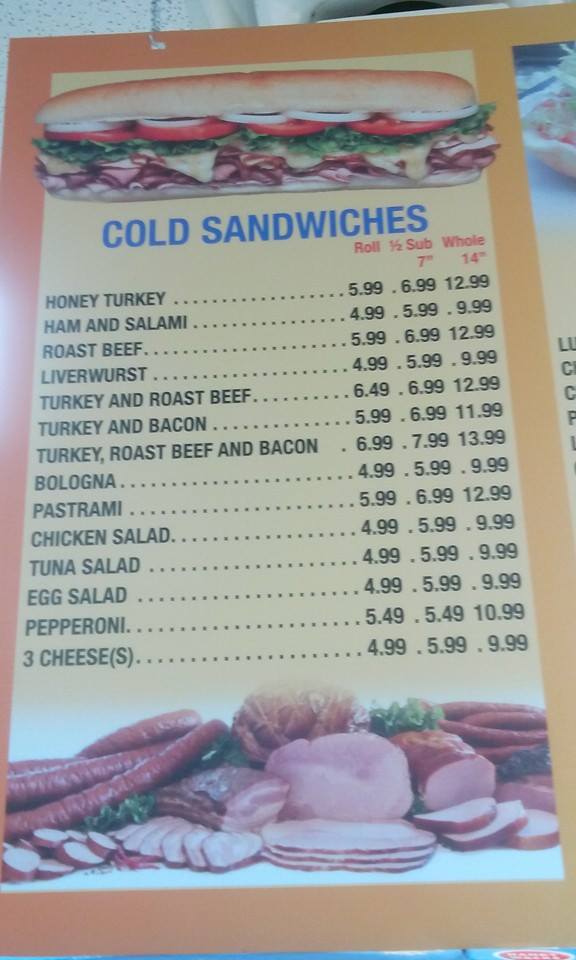 COLD SANDWICHES
Roll ½ Sub Whole
7" 14"
HONEY TURKEY . . . . . . . . . . . . . . . . . . 5.99 . 6.99 12.99
HAM AND SALAMI . . . . . . . . . . . . . . . . 4.99 . 5.99 . 9.99
ROAST BEEF. . . . . . . . . . . . . . . . . . . . . 5.99 . 6.99 12.99
LIVERWURST . . . . . . . . . . . . . . . . . . . . 4.99 . 5.99 . 9.99
TURKEY AND ROAST BEEF. . . . . . . . . . 6.49 . 6.99 12.99
TURKEY AND BACON . . . . . . . . . . . . . . 5.99 . 6.99 11.99
TURKEY, ROAST BEEF AND BACON . 6.99 . 7.99 13.99
BOLOGNA . . . . . . . . . . . . . . . . . . . . . . . 4.99 . 5.99 . 9.99
PASTRAMI . . . . . . . . . . . . . . . . . . . . . . 5.99 . 6.99 12.99
CHICKEN SALAD. . . . . . . . . . . . . . . . . . 4.99 . 5.99 . 9.99
TUNA SALAD . . . . . . . . . . . . . . . . . . . . 4.99 . 5.99 . 9.99
EGG SALAD . . . . . . . . . . . . . . . . . . . . . 4.99 . 5.99 . 9.99
PEPPERONI. . . . . . . . . . . . . . . . . . . . . . 5.49 . 5.49 10.99
3 CHEESE(S). . . . . . . . . . . . . . . . . . . . . 4.99 . 5.99 . 9.99